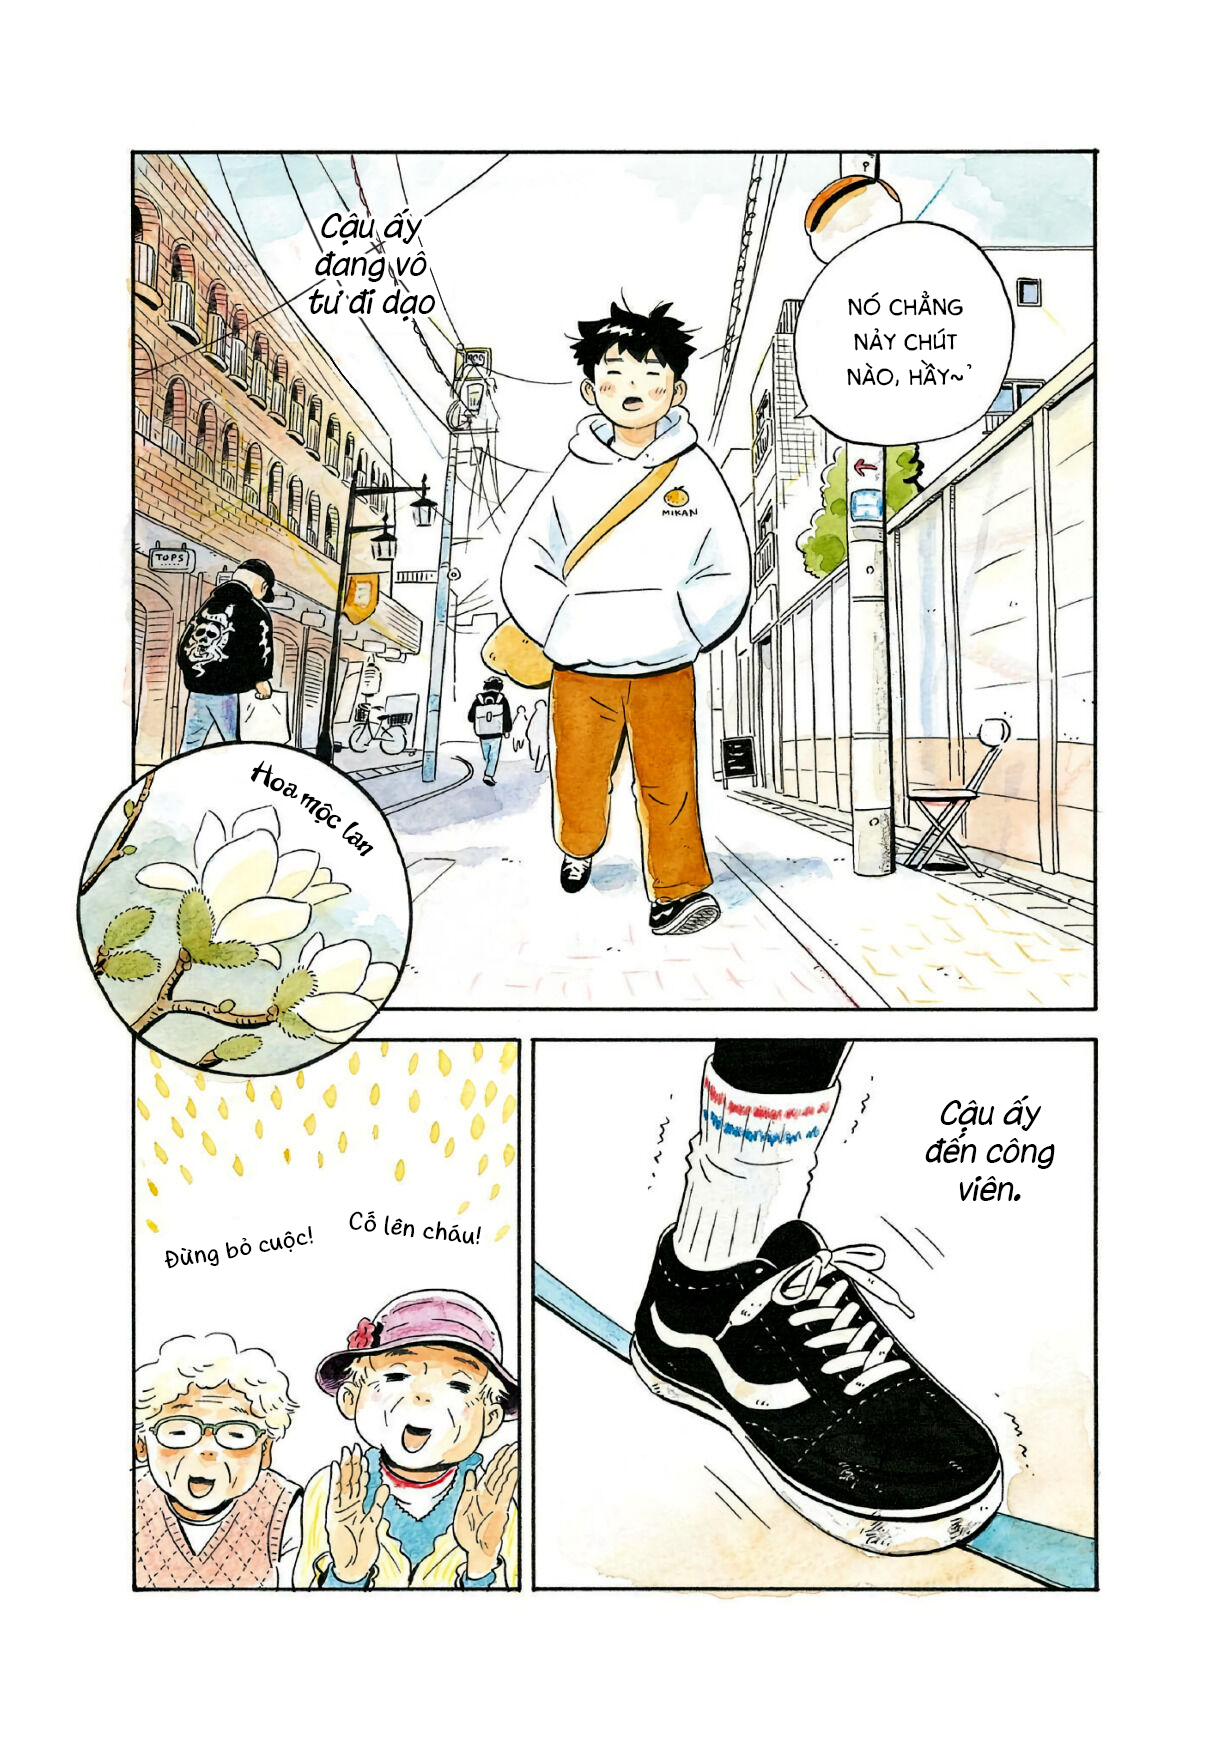 Cậu ấy
đang vô
tư đi dạo
NÓ CHẲNG
NẢY CHÚT
NÀO, HẦY~'
MIKAN
TOPS
Hoa mộc lan
Đừng bỏ cuộc!
Cố lên cháu!
Cậu ấy
đến công
viên.